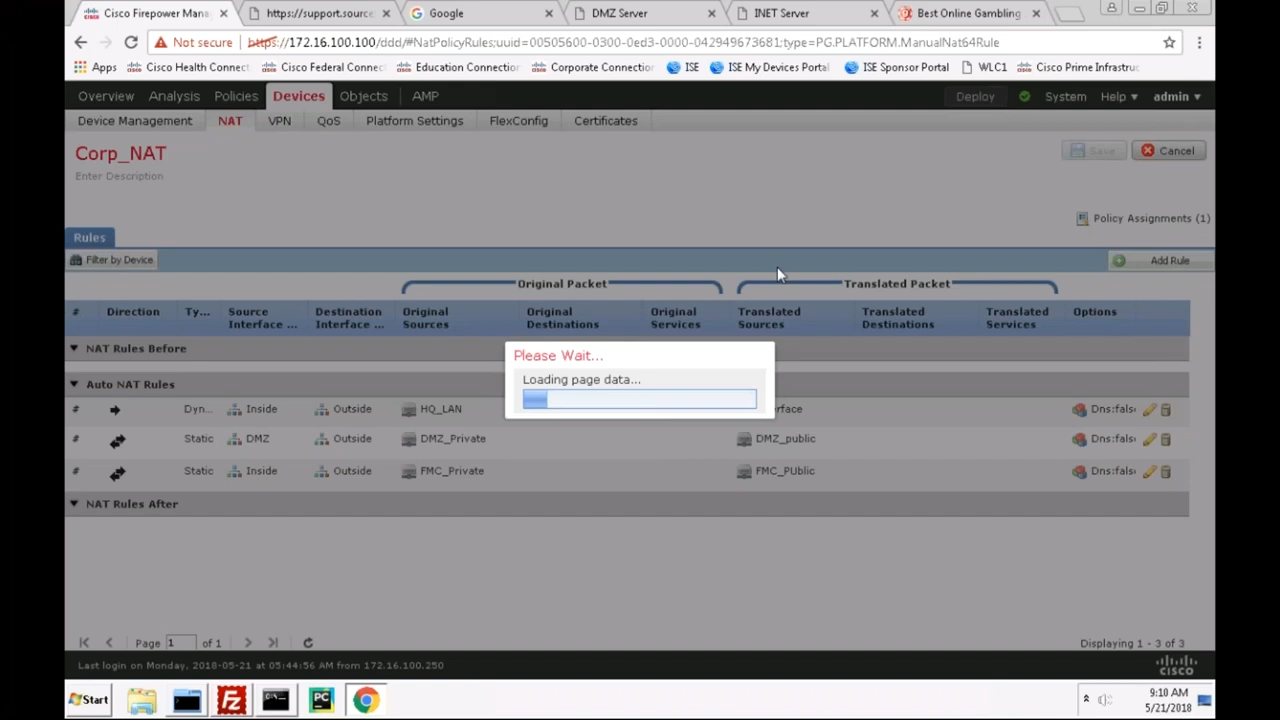 Cisco Firepower Mana
https://support.source
Google
DMZ Server
INET Server
Best Online Gambling
Not secure
https://172.16.100.100/ddd/#NatPolicyRules;uuid=00505600-0300-0ed3-0000-042949673681;type=PG.PLATFORM.ManualNat64Rule
Apps
Cisco Health Connect
Cisco Federal Connect
Education Connection
Corporate Connection
ISE
ISE My Devices Portal
ISE Sponsor Portal
WLC1
Cisco Prime Infrastruc
Overview
Analysis
Policies
Devices
Objects
AMP
Deploy
System
Help
admin
Device Management
NAT
VPN
QoS
Platform Settings
FlexConfig
Certificates
Corp_NAT
Save
Cancel
Enter Description
Policy Assignments (1)
Rules
Filter by Device
Add Rule
Original Packet
Translated Packet
#
Direction
Ty...
Source
Interface ...
Destination
Interface ...
Original
Sources
Original
Destinations
Original
Services
Translated
Sources
Translated
Destinations
Translated
Services
Options
NAT Rules Before
Please Wait...
Loading page data...
Auto NAT Rules
# Dyn... Inside Outside HQ_LAN erface Dns:fals
# Static DMZ Outside DMZ_Private DMZ_public Dns:fals
# Static Inside Outside FMC_Private FMC_PUblic Dns:fals
NAT Rules After
Page 1 of 1
Displaying 1 - 3 of 3
Last login on Monday, 2018-05-21 at 05:44:56 AM from 172.16.100.250
CISCO
Start
FZ
PC
9:10 AM
5/21/2018